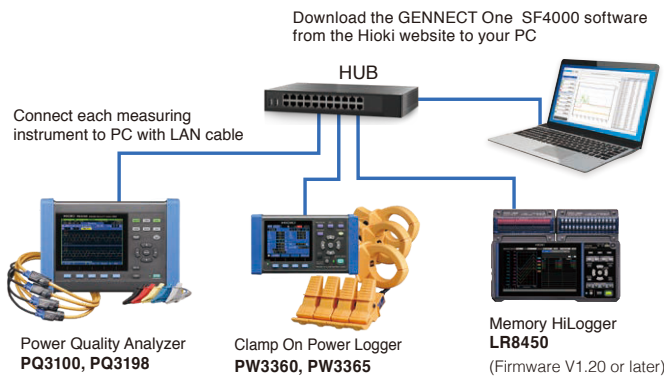 Download the GENNECT One SF4000 software
from the Hioki website to your PC
HUB
Connect each measuring
instrument to PC with LAN cable
Power Quality Analyzer
PQ3100, PQ3198
Clamp On Power Logger
PW3360, PW3365
Memory HiLogger
LR8450
(Firmware V1.20 or later)